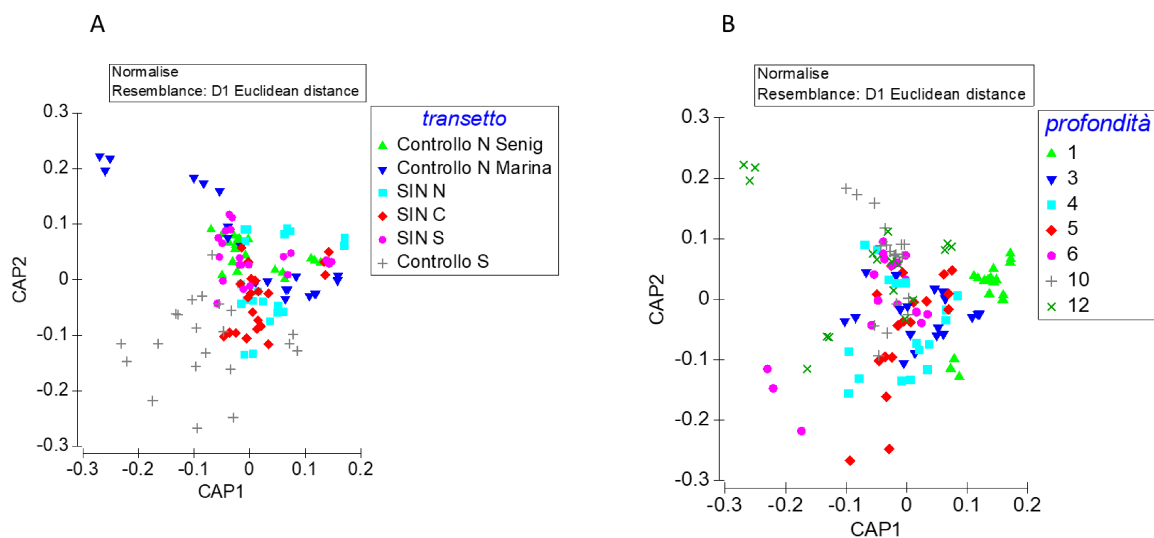 A
Normalise
Resemblance: D1 Euclidean distance
0.3
0.2
0.1
0
-0.1
-0.2
-0.3
CAP2
-0.3
-0.2
-0.1
0
0.1
0.2
CAP1
transetto
Controllo N Senig
Controllo N Marina
SIN N
SIN C
SIN S
Controllo S
B
Normalise
Resemblance: D1 Euclidean distance
0.3
0.2
0.1
0
-0.1
-0.2
-0.3
CAP2
-0.3
-0.2
-0.1
0
0.1
0.2
CAP1
profondità
1
3
4
5
6
10
12